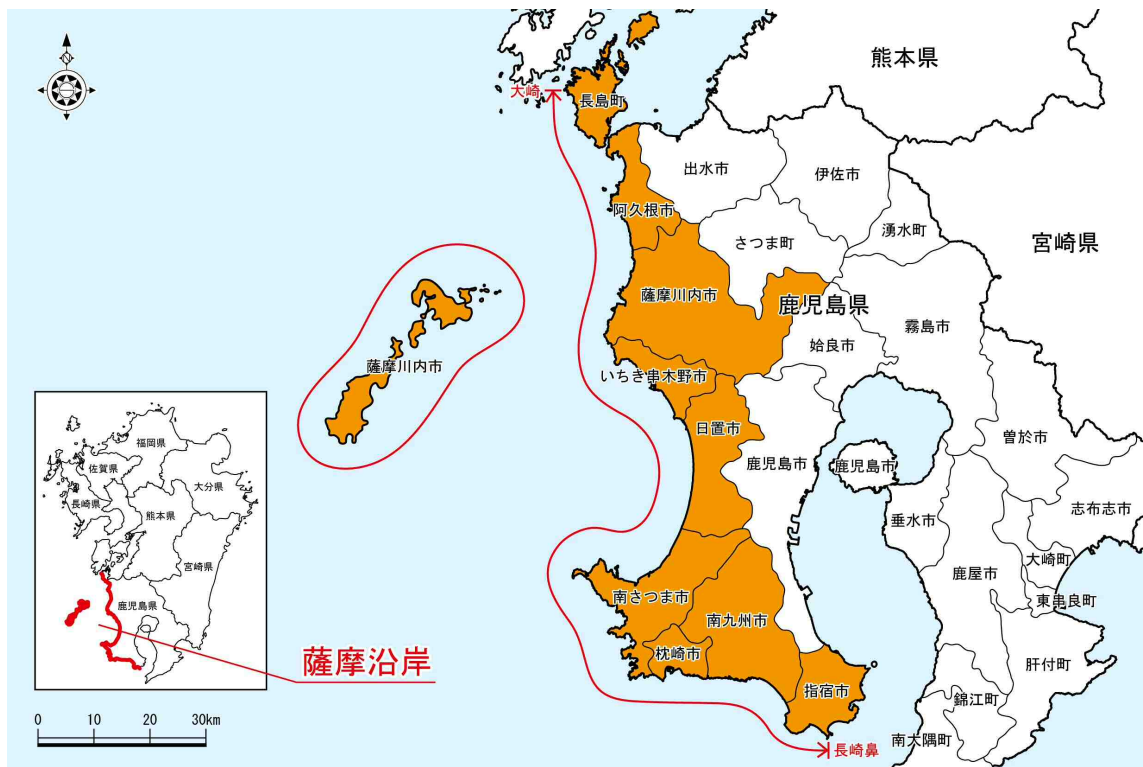 N
熊本県
大崎
長島町
出水市
伊佐市
阿久根市
湧水町
さつま町
宮崎県
薩摩川内市
鹿児島県
霧島市
姶良市
薩摩川内市
いちき串木野市
日置市
曽於市
鹿児島市
鹿児島市
志布志市
垂水市
大崎町
鹿屋市
東串良町
南さつま市
南九州市
枕崎市
肝付町
指宿市
錦江町
南大隅町
長崎鼻
福岡県
佐賀県
大分県
長崎県
熊本県
宮崎県
鹿児島県
薩摩沿岸
0 10 20 30km